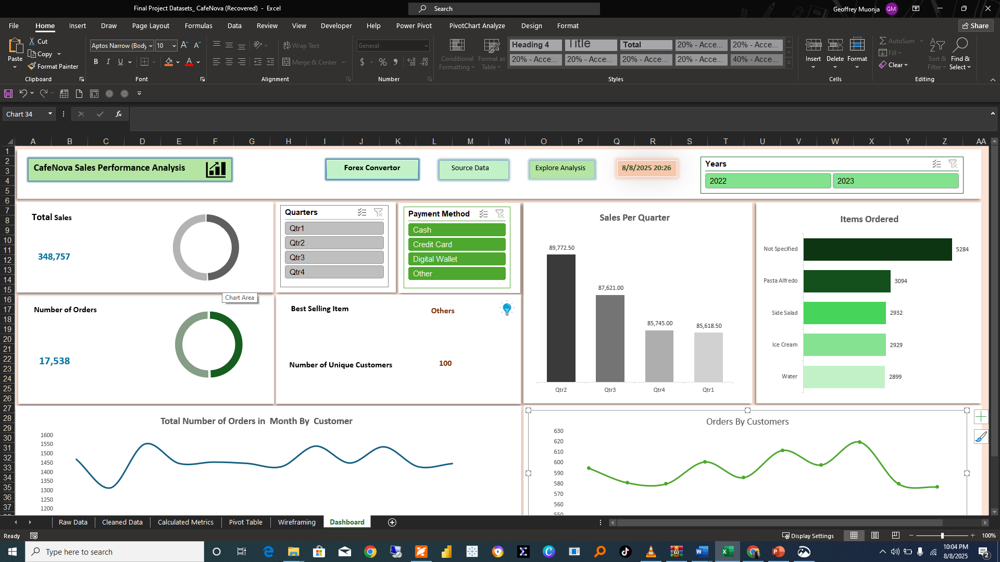 Final Project Datasets_ CafeNova (Recovered) - Excel
Search
Geoffrey Muonja
GM
File Home Insert Draw Page Layout Formulas Data Review View Developer Help Power Pivot PivotChart Analyze Design Format
Share
Paste
Cut
Copy
Format Painter
Clipboard
Aptos Narrow (Body 10
B I U
Font
Wrap Text
Merge & Center
Alignment
General
$ % 9
Number
Conditional Formatting
Format as Table
Heading 4 Title Total 20% - Acce... 20% - Acce...
20% - Acce... 20% - Acce... 20% - Acce... 20% - Acce... 40% - Acce...
Styles
Insert Delete Format
Cells
AutoSum
Fill
Clear
Sort & Filter
Find & Select
Editing
Chart 34
fx
A B C D E F G H I J K L M N O P Q R S T U V W X Y Z AA
1
2
3
4
5
6
7
8
9
10
11
12
13
14
15
16
17
18
19
20
21
22
23
24
25
26
27
28
29
30
31
32
33
34
35
36
37
CafeNova Sales Performance Analysis
Forex Convertor
Source Data
Explore Analysis
8/8/2025 20:26
Years
2022 2023
Total Sales
348,757
Quarters
Qtr1
Qtr2
Qtr3
Qtr4
Payment Method
Cash
Credit Card
Digital Wallet
Other
Chart Area
Number of Orders
17,538
Best Selling Item
Others
Number of Unique Customers
100
Sales Per Quarter
89,772.50
87,621.00
85,745.00
85,618.50
Qtr2 Qtr3 Qtr4 Qtr1
Items Ordered
Not Specified 5284
Pasta Alfredo 3094
Side Salad 2932
Ice Cream 2929
Water 2899
Total Number of Orders in Month By Customer
1600
1550
1500
1450
1400
1350
1300
1250
1200
Orders By Customers
630
620
610
600
590
580
570
560
550
Raw Data Cleaned Data Calculated Metrics Pivot Table Wireframing Dashboard
Ready
Display Settings
100%
Type here to search
10:04 PM
8/8/2025
2